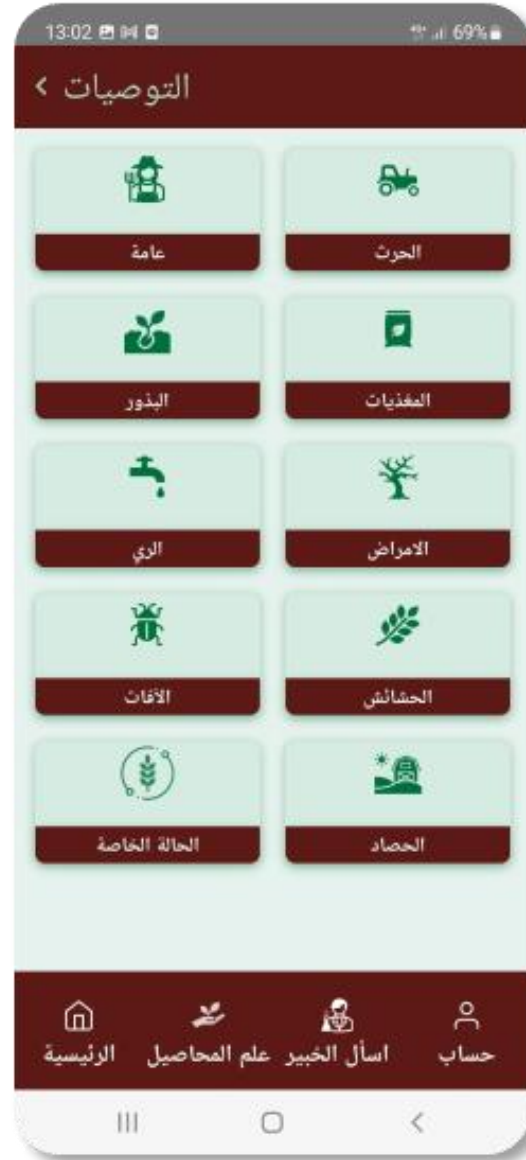 13:02
69%
التوصيات
الحرث
عامة
المغذيات
البذور
الامراض
الري
الحشائش
الآفات
الحصاد
الحالة الخاصة
حساب
اسأل الخبير
علم المحاصيل
الرئيسية